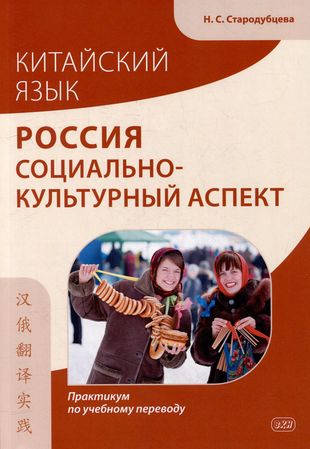 Н. С. Стародубцева
КИТАЙСКИЙ
ЯЗЫК
РОССИЯ
СОЦИАЛЬНО-
КУЛЬТУРНЫЙ АСПЕКТ
汉俄翻译实践
Практикум
по учебному переводу
ВКН